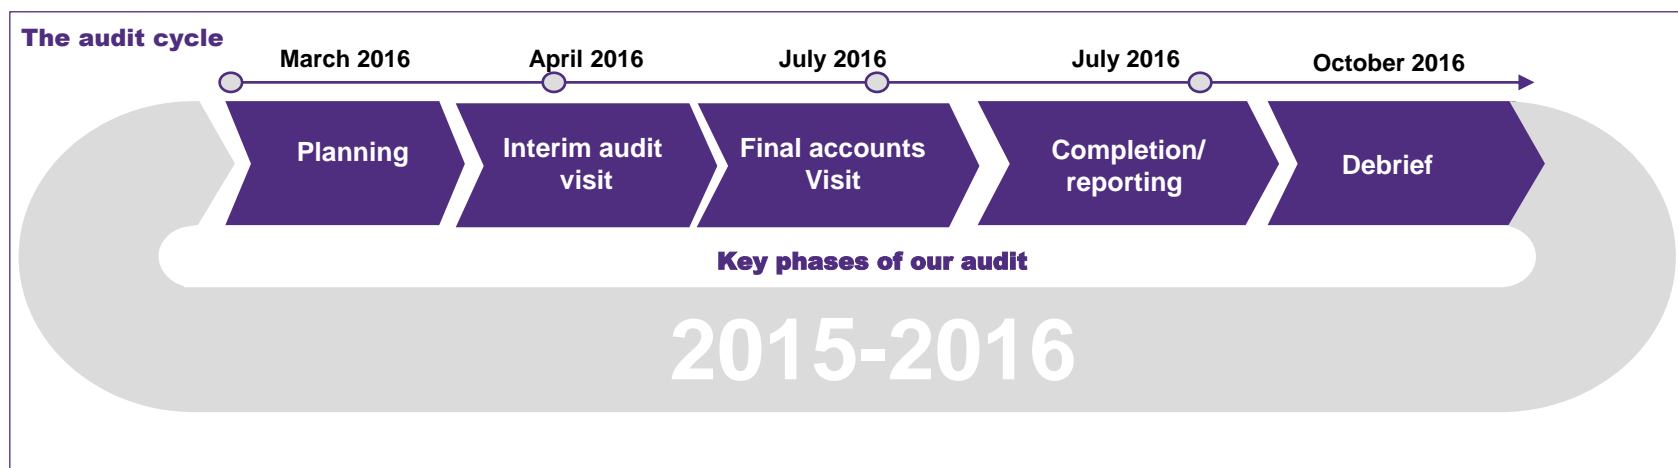 The audit cycle
March 2016
April 2016
July 2016
July 2016
October 2016
Planning
Interim audit
visit
Final accounts
Visit
Completion/
reporting
Debrief
Key phases of our audit
2015-2016